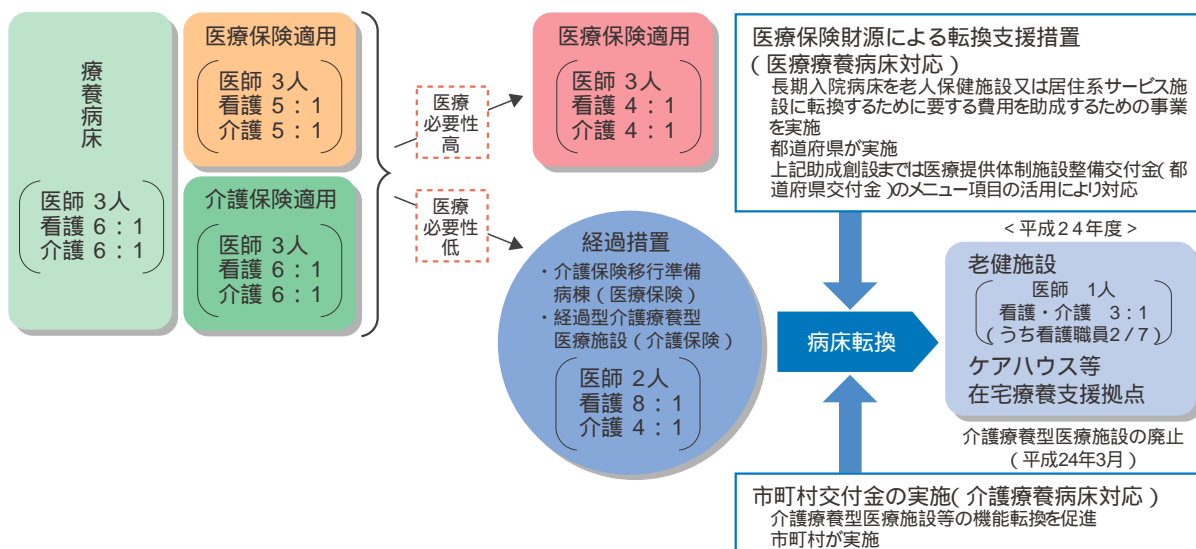 療養病床
医師 3人
看護 6:1
介護 6:1
医療保険適用
医師 3人
看護 5:1
介護 5:1
介護保険適用
医師 3人
看護 6:1
介護 6:1
医療
必要性
高
医療
必要性
低
医療保険適用
医師 3人
看護 4:1
介護 4:1
経過措置
・介護保険移行準備
病棟(医療保険)
・経過型介護療養型
医療施設(介護保険)
医師 2人
看護 8:1
介護 4:1
医療保険財源による転換支援措置
(医療療養病床対応)
長期入院病床を老人保健施設又は居住系サービス施
設に転換するために要する費用を助成するための事業
を実施
都道府県が実施
上記助成創設までは医療提供体制施設整備交付金(都
道府県交付金)のメニュー項目の活用により対応
病床転換
<平成24年度>
老健施設
医師 1人
看護・介護 3:1
(うち看護職員2/7)
ケアハウス等
在宅療養支援拠点
介護療養型医療施設の廃止
(平成24年3月)
市町村交付金の実施(介護療養病床対応)
介護療養型医療施設等の機能転換を促進
市町村が実施